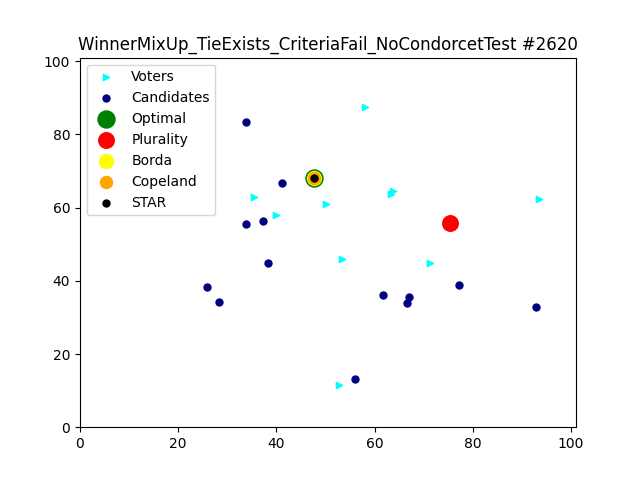 WinnerMixUp_TieExists_CriteriaFail_NoCondorcetTest #2620
100
80
60
40
20
0
Voters
Candidates
Optimal
Plurality
Borda
Copeland
STAR
0 20 40 60 80 100